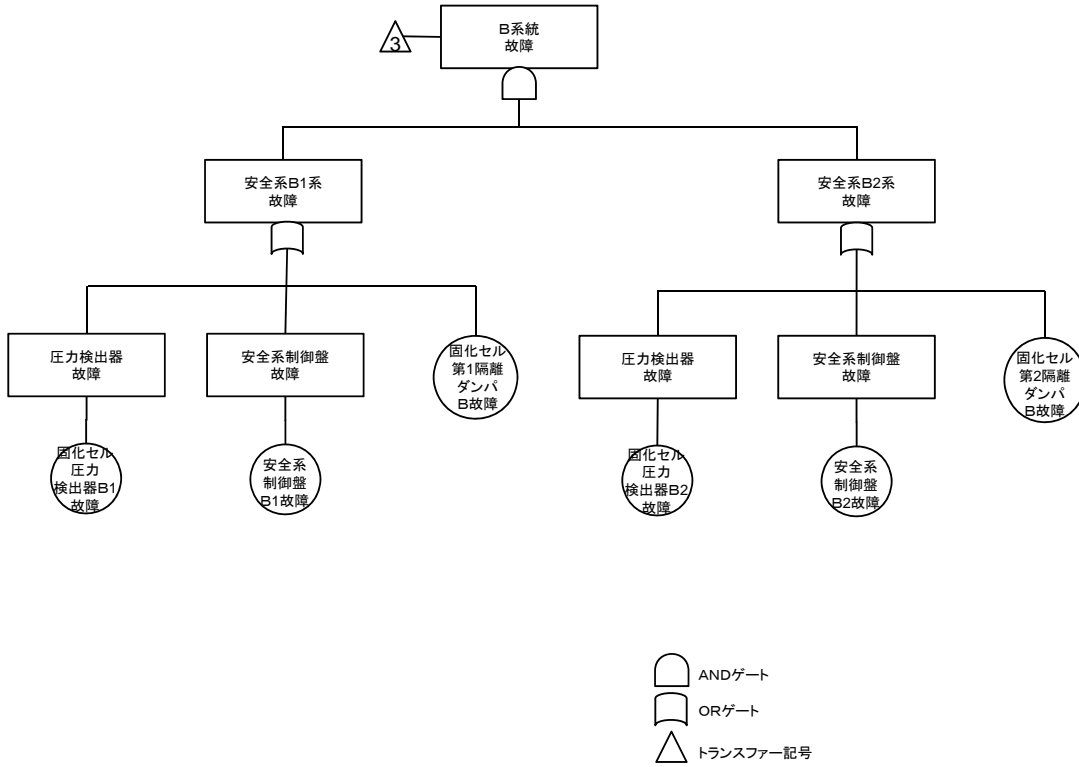 3
B系統
故障
安全系B1系
故障
安全系B2系
故障
圧力検出器
故障
安全系制御盤
故障
固化セル
第1隔離
ダンパ
B故障
圧力検出器
故障
安全系制御盤
故障
固化セル
第2隔離
ダンパ
B故障
固化セル
圧力
検出器B1
故障
安全系
制御盤
B1故障
固化セル
圧力
検出器B2
故障
安全系
制御盤
B2故障
ANDゲート
ORゲート
トランスファー記号